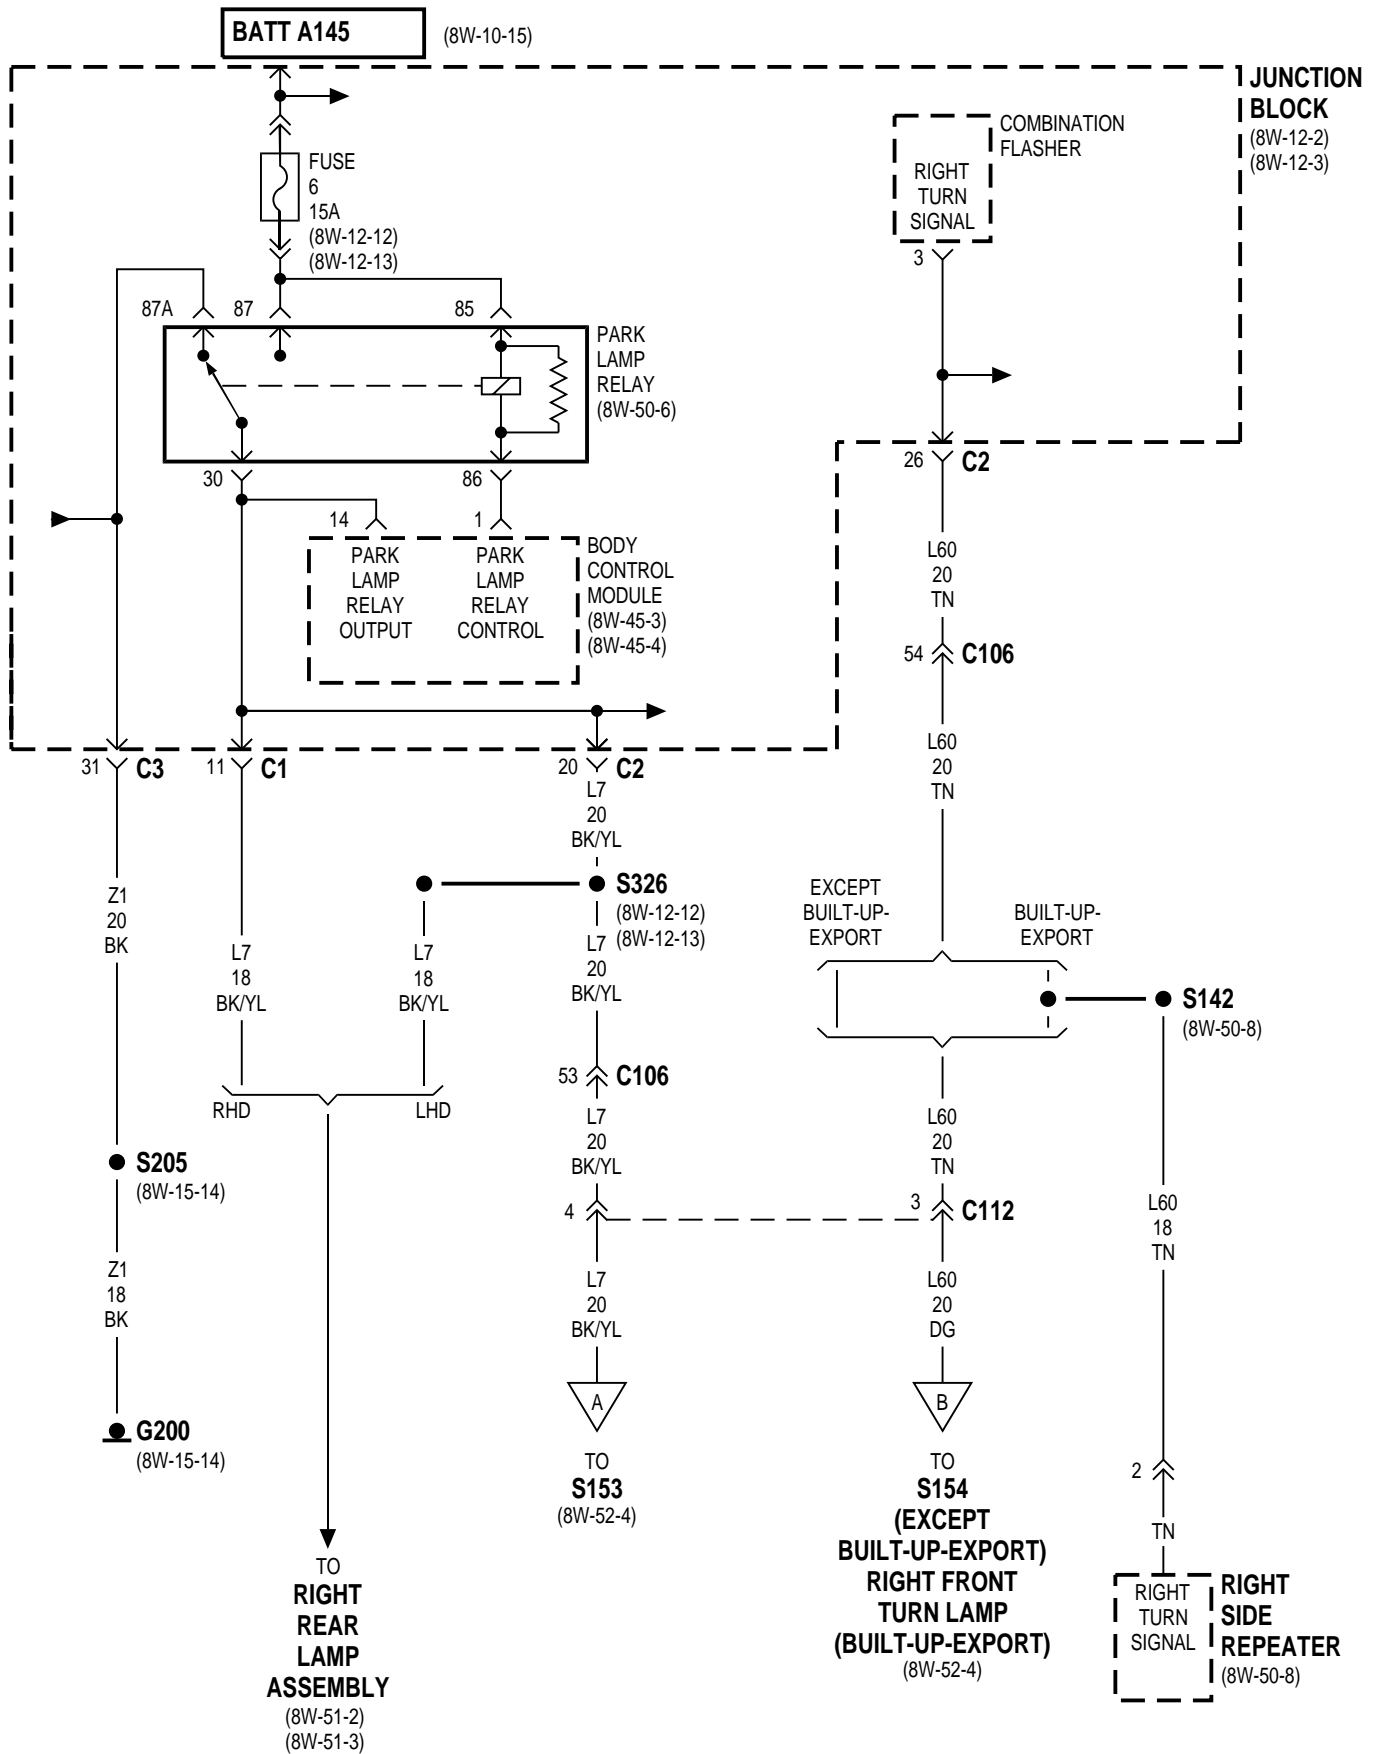 BATT A145
(8W-10-15)
JUNCTION
BLOCK
(8W-12-2)
(8W-12-3)
COMBINATION
FLASHER
RIGHT
TURN
SIGNAL
3
FUSE
6
15A
(8W-12-12)
(8W-12-13)
87A
87
85
PARK
LAMP
RELAY
(8W-50-6)
30
86
26
C2
14
1
PARK
LAMP
RELAY
OUTPUT
PARK
LAMP
RELAY
CONTROL
BODY
CONTROL
MODULE
(8W-45-3)
(8W-45-4)
L60
20
TN
54
C106
L60
20
TN
31
C3
11
C1
20
C2
L7
20
BK/YL
S326
(8W-12-12)
(8W-12-13)
Z1
20
BK
L7
18
BK/YL
L7
18
BK/YL
L7
20
BK/YL
EXCEPT
BUILT-UP-
EXPORT
BUILT-UP-
EXPORT
S142
(8W-50-8)
53
C106
RHD
LHD
L7
20
BK/YL
L60
20
TN
S205
(8W-15-14)
4
3
C112
L60
18
TN
Z1
18
BK
L7
20
BK/YL
L60
20
DG
A
B
G200
(8W-15-14)
TO
S153
(8W-52-4)
TO
S154
(EXCEPT
BUILT-UP-EXPORT)
RIGHT FRONT
TURN LAMP
(BUILT-UP-EXPORT)
(8W-52-4)
2
TN
TO
RIGHT
REAR
LAMP
ASSEMBLY
(8W-51-2)
(8W-51-3)
RIGHT
TURN
SIGNAL
RIGHT
SIDE
REPEATER
(8W-50-8)